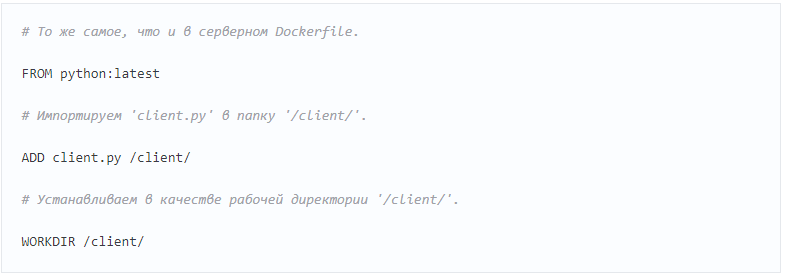 # То же самое, что и в серверном Dockerfile.
FROM python:latest
# Импортируем 'client.py' в папку '/client/'.
ADD client.py /client/
# Устанавливаем в качестве рабочей директории '/client/'.
WORKDIR /client/